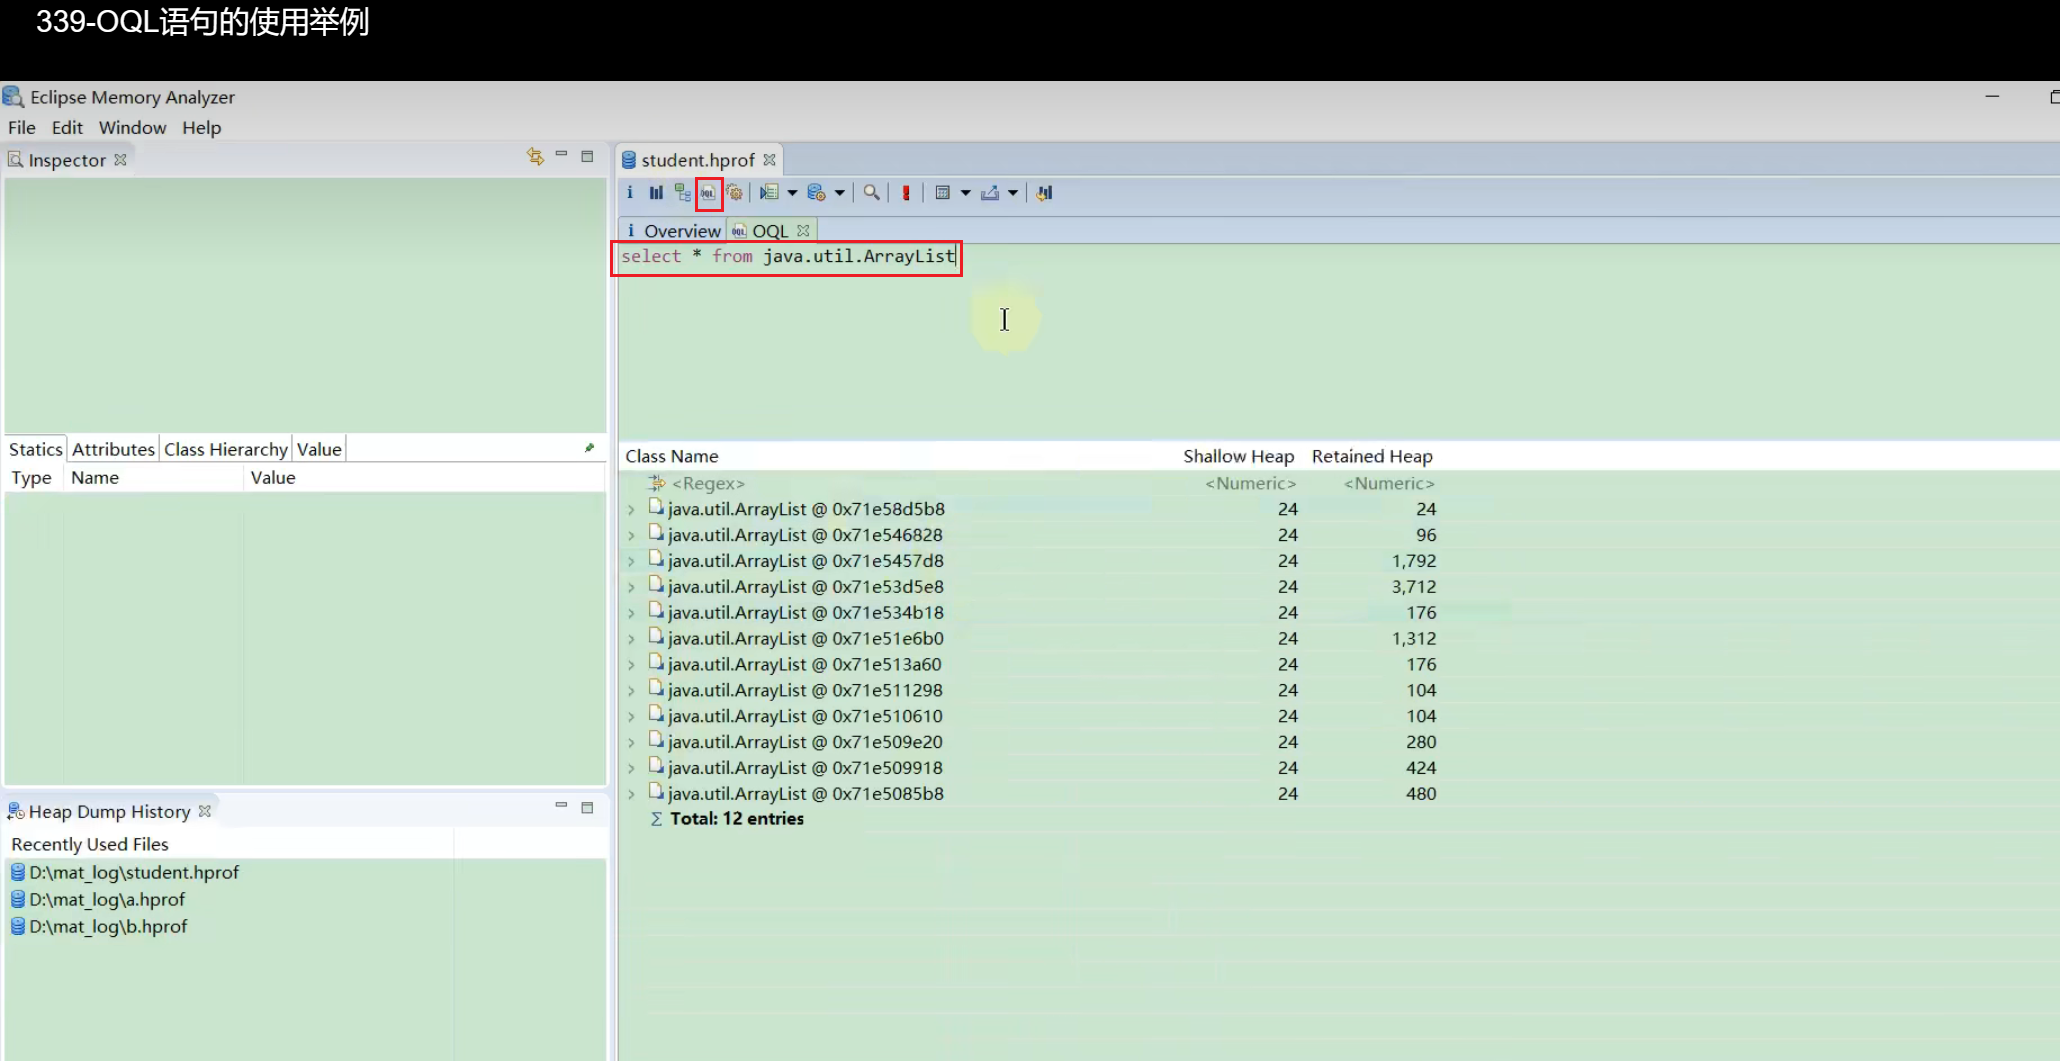 339-OQL语句的使用举例
Eclipse Memory Analyzer
File Edit Window Help
Inspector
student.hprof
Overview OQL
select * from java.util.ArrayList
Statics Attributes Class Hierarchy Value
Type Name Value
Class Name Shallow Heap Retained Heap
<Regex> <Numeric> <Numeric>
java.util.ArrayList @ 0x71e58d5b8 24 24
java.util.ArrayList @ 0x71e546828 24 96
java.util.ArrayList @ 0x71e5457d8 24 1,792
java.util.ArrayList @ 0x71e53d5e8 24 3,712
java.util.ArrayList @ 0x71e534b18 24 176
java.util.ArrayList @ 0x71e51e6b0 24 1,312
java.util.ArrayList @ 0x71e513a60 24 176
java.util.ArrayList @ 0x71e511298 24 104
java.util.ArrayList @ 0x71e510610 24 104
java.util.ArrayList @ 0x71e509e20 24 280
java.util.ArrayList @ 0x71e509918 24 424
java.util.ArrayList @ 0x71e5085b8 24 480
Σ Total: 12 entries
Heap Dump History
Recently Used Files
D:\mat_log\student.hprof
D:\mat_log\a.hprof
D:\mat_log\b.hprof